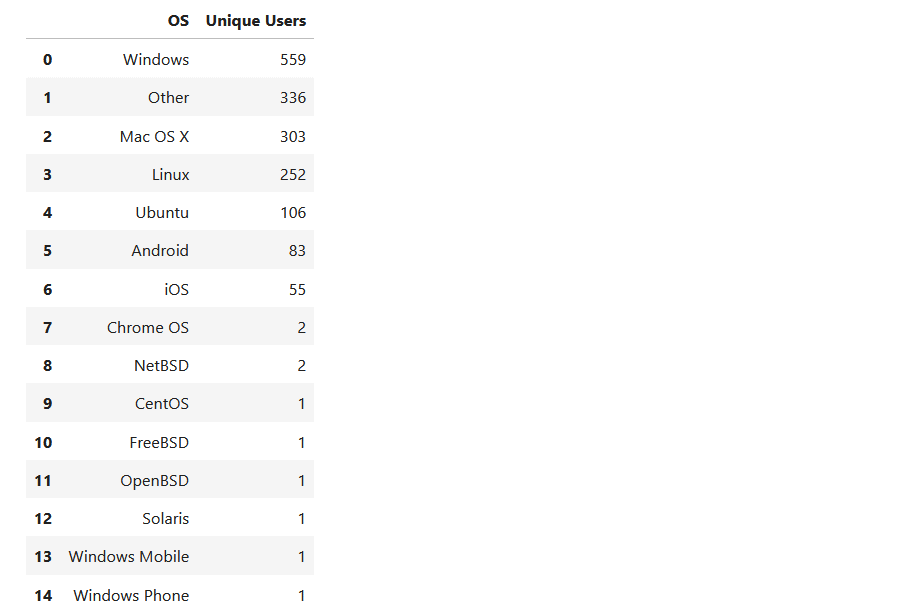 OS Unique Users
0 Windows 559
1 Other 336
2 Mac OS X 303
3 Linux 252
4 Ubuntu 106
5 Android 83
6 iOS 55
7 Chrome OS 2
8 NetBSD 2
9 CentOS 1
10 FreeBSD 1
11 OpenBSD 1
12 Solaris 1
13 Windows Mobile 1
14 Windows Phone 1